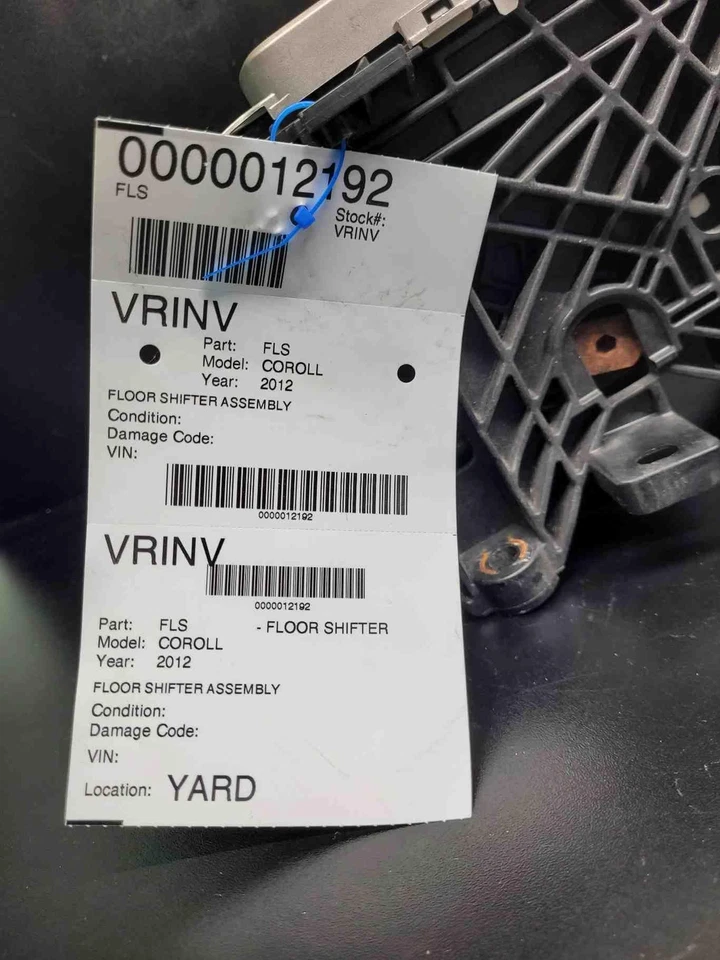 0000012192
FLS
Stock#:
VRINV
VRINV
Part: FLS
Model: COROLL
Year: 2012
FLOOR SHIFTER ASSEMBLY
Condition:
Damage Code:
VIN:
0000012192
VRINV
0000012192
Part: FLS - FLOOR SHIFTER
Model: COROLL
Year: 2012
FLOOR SHIFTER ASSEMBLY
Condition:
Damage Code:
VIN:
Location: YARD